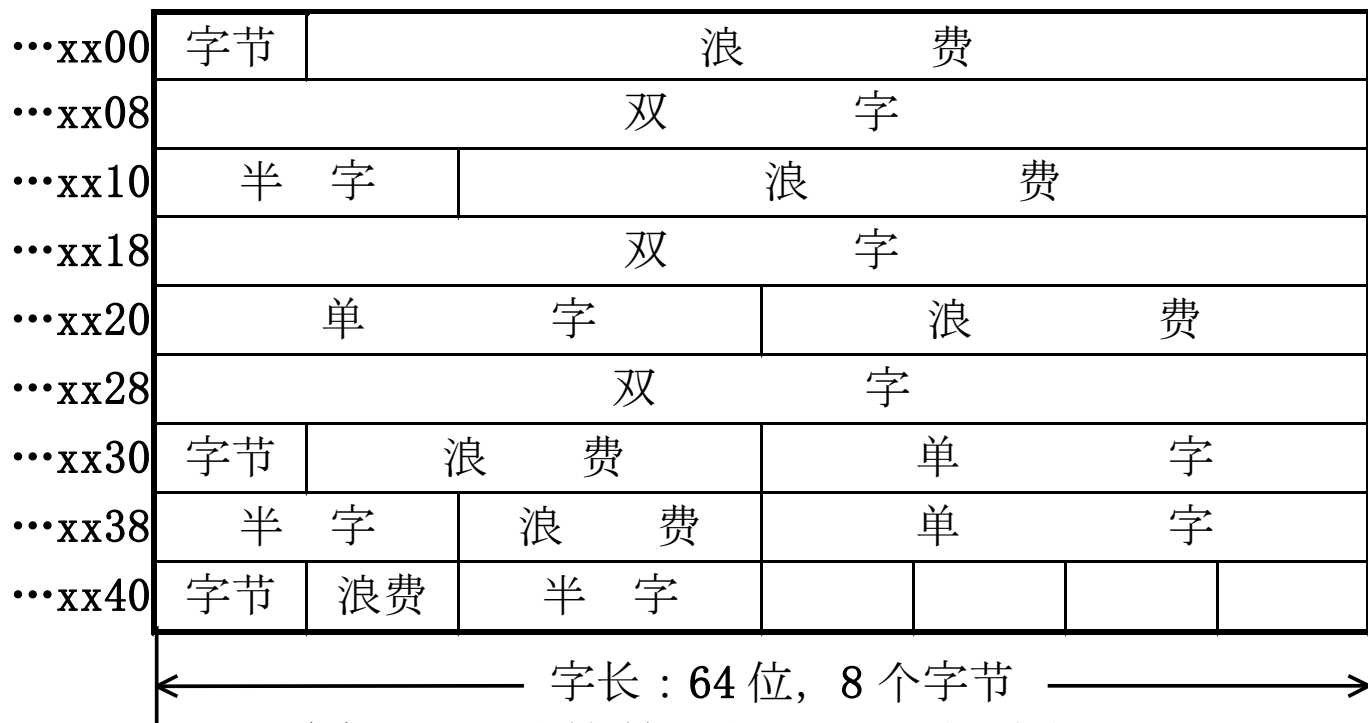 …xx00 字节 浪费
…xx08 双字
…xx10 半字 浪费
…xx18 双字
…xx20 单字 浪费
…xx28 双字
…xx30 字节 浪费 单字
…xx38 半字 浪费 单字
…xx40 字节 浪费 半字
字长：64位，8个字节